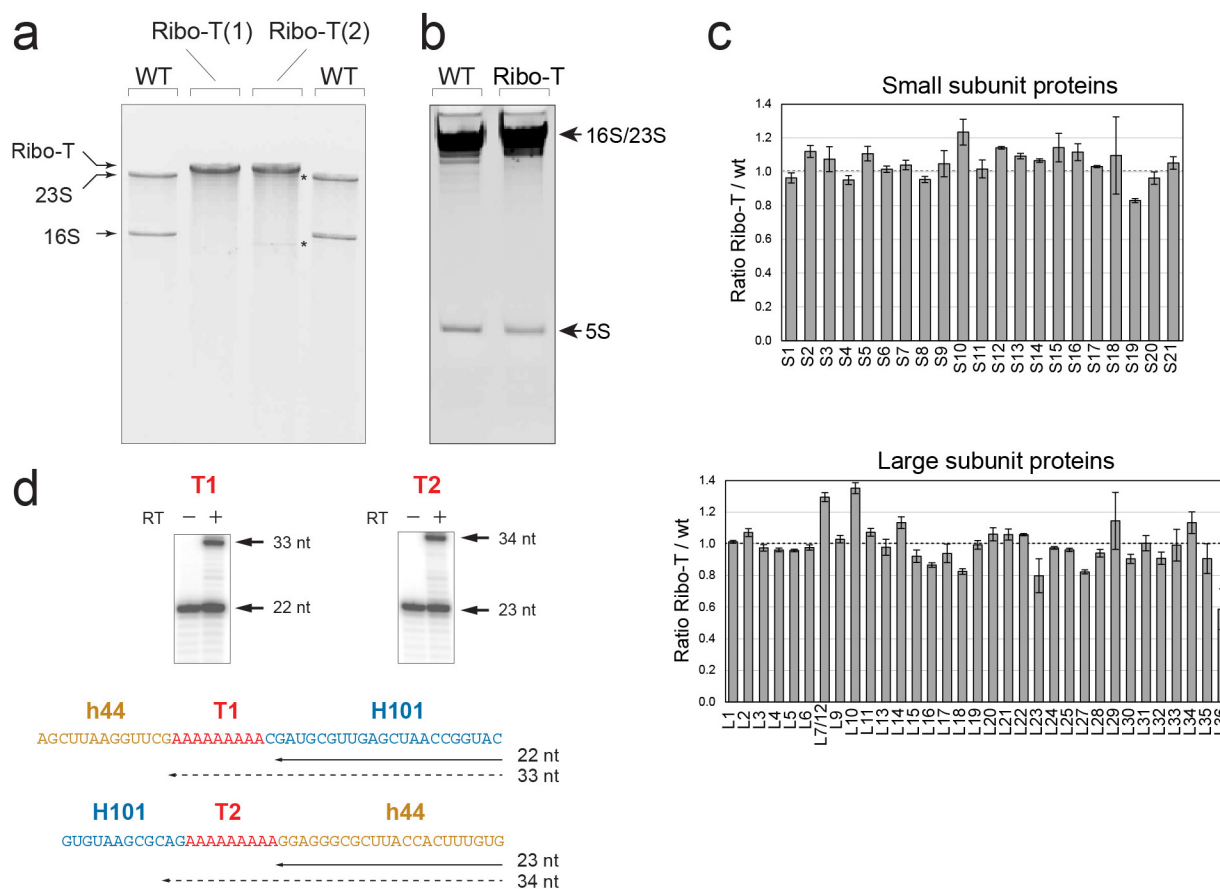 a
Ribo-T(1) Ribo-T(2)
WT WT
Ribo-T
23S
16S
*
*
b
WT Ribo-T
16S/23S
5S
c
Small subunit proteins
Ratio Ribo-T / wt
1.4
1.2
1.0
0.8
0.6
0.4
0.2
0.0
S1 S2 S3 S4 S5 S6 S7 S8 S9 S10 S11 S12 S13 S14 S15 S16 S17 S18 S19 S20 S21
Large subunit proteins
Ratio Ribo-T / wt
1.4
1.2
1.0
0.8
0.6
0.4
0.2
0.0
L1 L2 L3 L4 L5 L6 L7/12 L9 L10 L11 L13 L14 L15 L16 L17 L18 L19 L20 L21 L22 L23 L24 L25 L27 L28 L29 L30 L31 L32 L33 L34 L35 L36
d
T1
RT − +
33 nt
22 nt
T2
RT − +
34 nt
23 nt
h44 T1 H101
AGCUUAAGGUUCGAAAAAAAAACGAUGCGUUGAGCUAACCGGUAC
22 nt
33 nt
H101 T2 h44
GUGUAAGCGCAGAAAAAAAAAGGAGGGCGCUUACCACUUUGUG
23 nt
34 nt